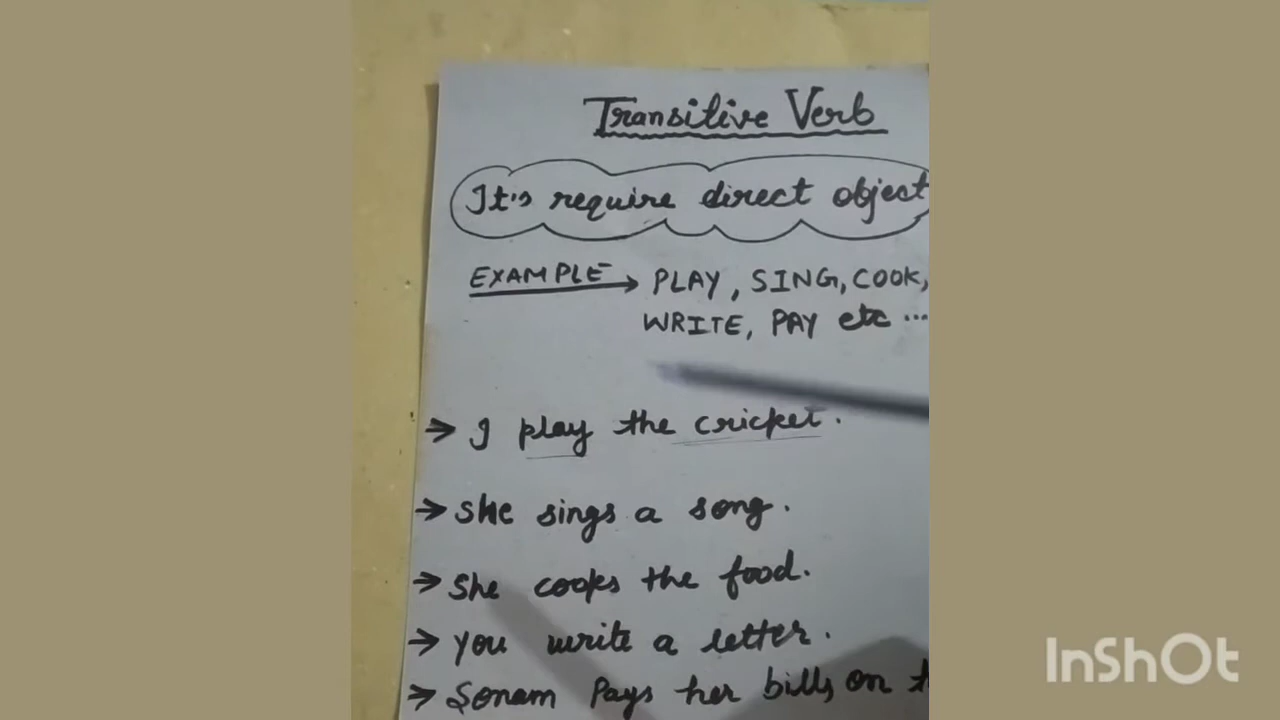 Transitive Verb
It's require direct object
EXAMPLE → PLAY, SING, COOK,
WRITE, PAY etc ...
→ I play the cricket.
→ She sings a song.
→ She cooks the food.
→ You write a letter.
→ Sonam Pays her bills on
InShOt